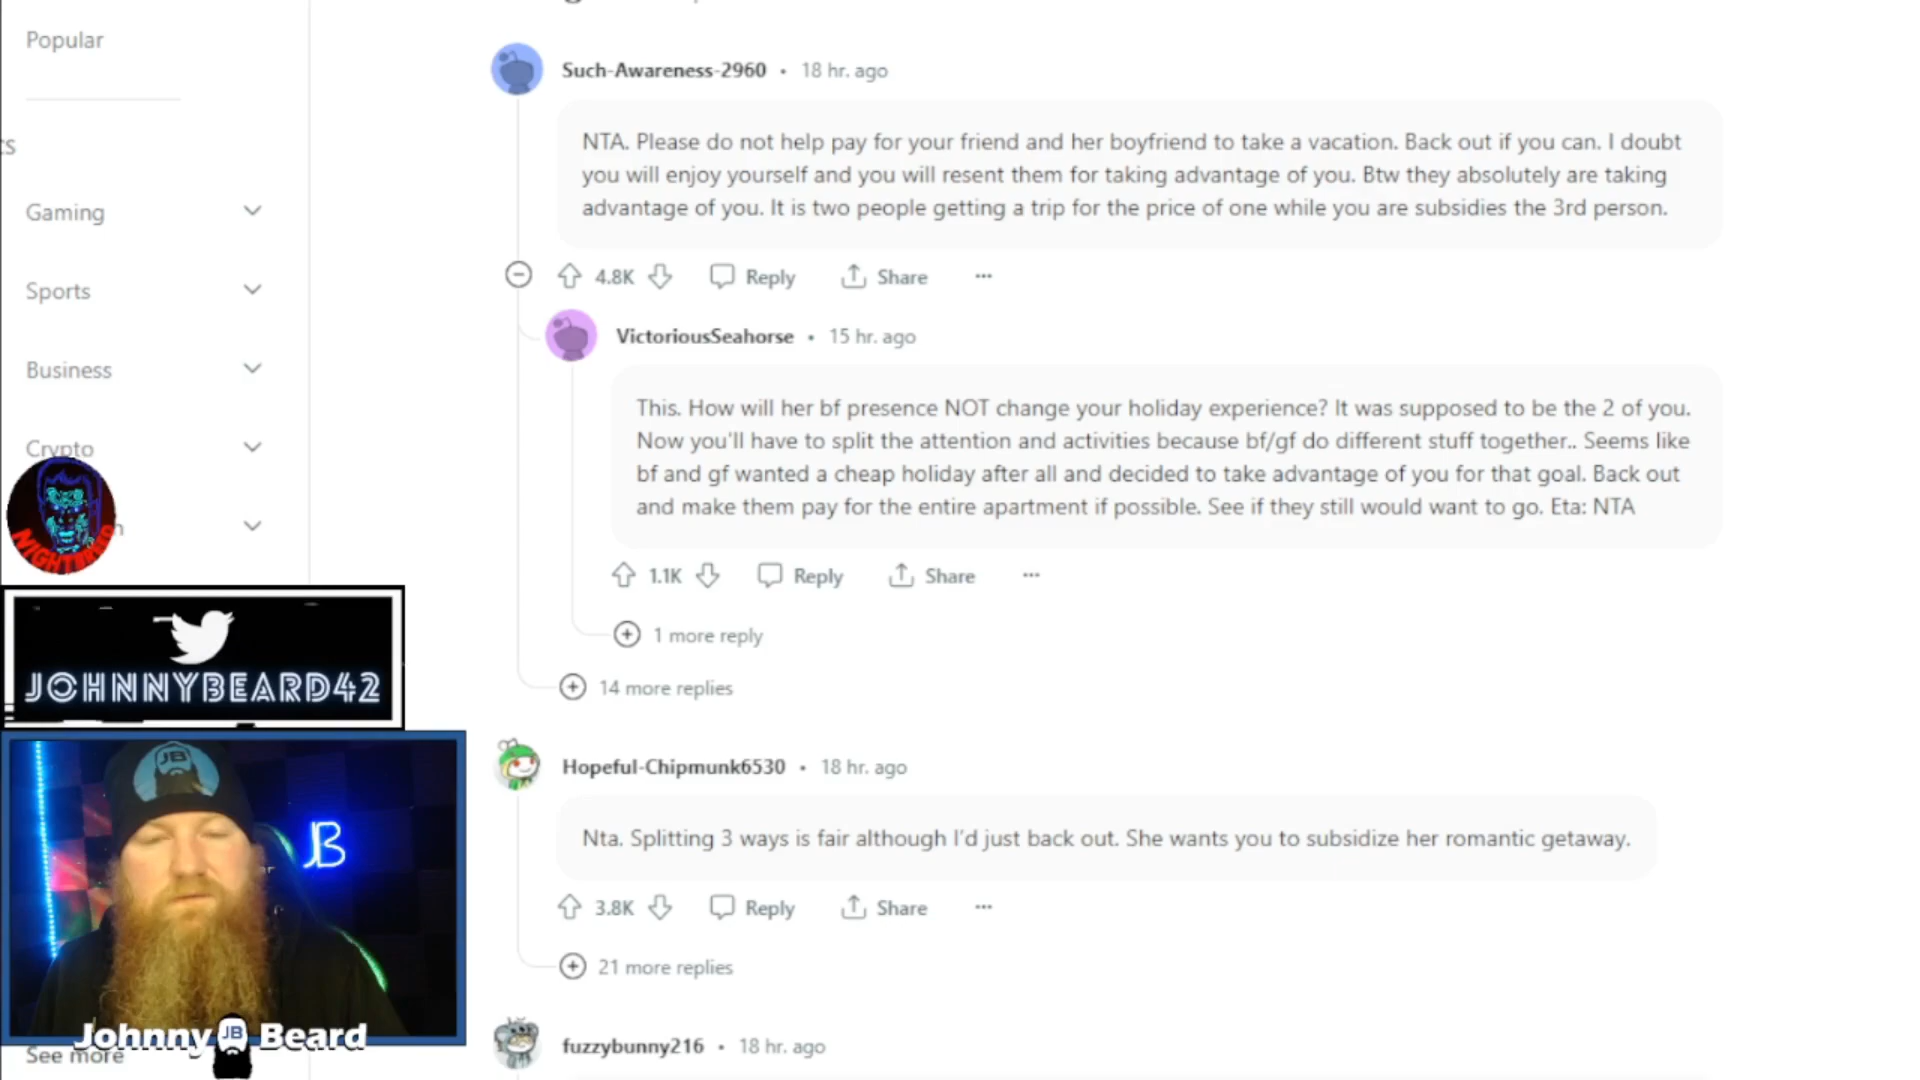 Popular
Gaming
Sports
Business
Crypto
NIGHTBREED
JOHNNYBEARD42
JB
JB
Johnny JB Beard
See more
Such-Awareness-2960 • 18 hr. ago
NTA. Please do not help pay for your friend and her boyfriend to take a vacation. Back out if you can. I doubt
you will enjoy yourself and you will resent them for taking advantage of you. Btw they absolutely are taking
advantage of you. It is two people getting a trip for the price of one while you are subsidies the 3rd person.
4.8K Reply Share ...
VictoriousSeahorse • 15 hr. ago
This. How will her bf presence NOT change your holiday experience? It was supposed to be the 2 of you.
Now you'll have to split the attention and activities because bf/gf do different stuff together.. Seems like
bf and gf wanted a cheap holiday after all and decided to take advantage of you for that goal. Back out
and make them pay for the entire apartment if possible. See if they still would want to go. Eta: NTA
1.1K Reply Share ...
1 more reply
14 more replies
Hopeful-Chipmunk6530 • 18 hr. ago
Nta. Splitting 3 ways is fair although I'd just back out. She wants you to subsidize her romantic getaway.
3.8K Reply Share ...
21 more replies
fuzzybunny216 • 18 hr. ago